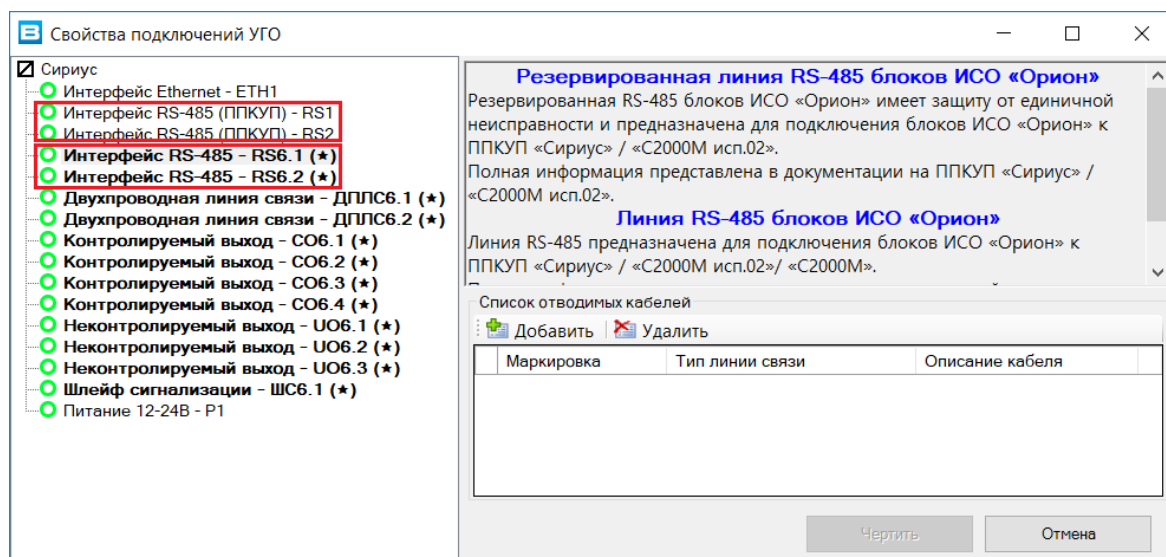 Свойства подключений УГО
Сириус
Интерфейс Ethernet - ETH1
Интерфейс RS-485 (ППКУП) - RS1
Интерфейс RS-485 (ППКУП) - RS2
Интерфейс RS-485 - RS6.1 (★)
Интерфейс RS-485 - RS6.2 (★)
Двухпроводная линия связи - ДПЛС6.1 (★)
Двухпроводная линия связи - ДПЛС6.2 (★)
Контролируемый выход - CO6.1 (★)
Контролируемый выход - CO6.2 (★)
Контролируемый выход - CO6.3 (★)
Контролируемый выход - CO6.4 (★)
Неконтролируемый выход - UO6.1 (★)
Неконтролируемый выход - UO6.2 (★)
Неконтролируемый выход - UO6.3 (★)
Шлейф сигнализации - ШС6.1 (★)
Питание 12-24В - P1
Резервированная линия RS-485 блоков ИСО «Орион»
Резервированная RS-485 блоков ИСО «Орион» имеет защиту от единичной
неисправности и предназначена для подключения блоков ИСО «Орион» к
ППКУП «Сириус» / «С2000М исп.02».
Полная информация представлена в документации на ППКУП «Сириус» /
«С2000М исп.02».
Линия RS-485 блоков ИСО «Орион»
Линия RS-485 предназначена для подключения блоков ИСО «Орион» к
ППКУП «Сириус» / «С2000М исп.02»/ «С2000М».
Список отводимых кабелей
Добавить Удалить
Маркировка Тип линии связи Описание кабеля
Чертить Отмена